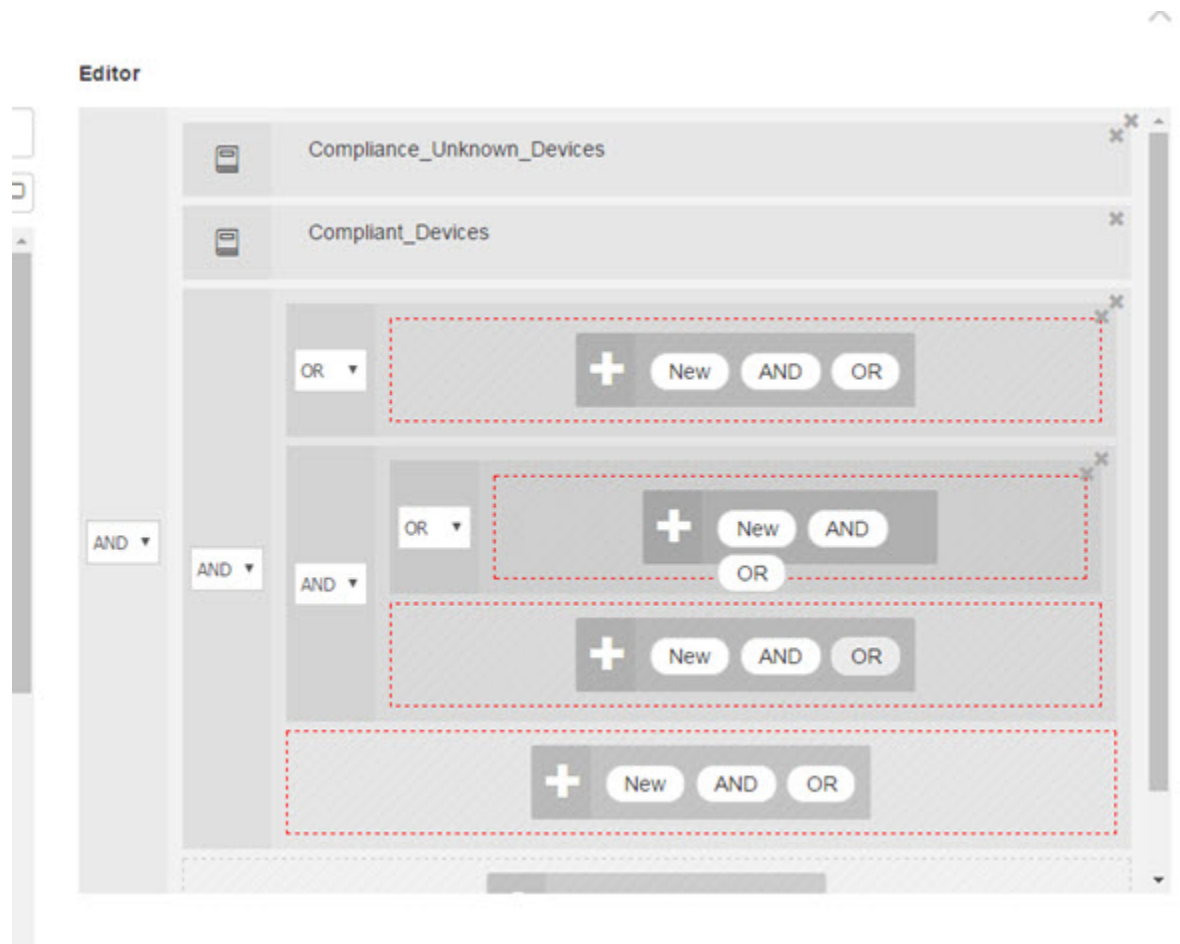 Editor
Compliance_Unknown_Devices
Compliant_Devices
OR
New AND OR
AND
AND
AND
OR
New AND
OR
New AND OR
New AND OR